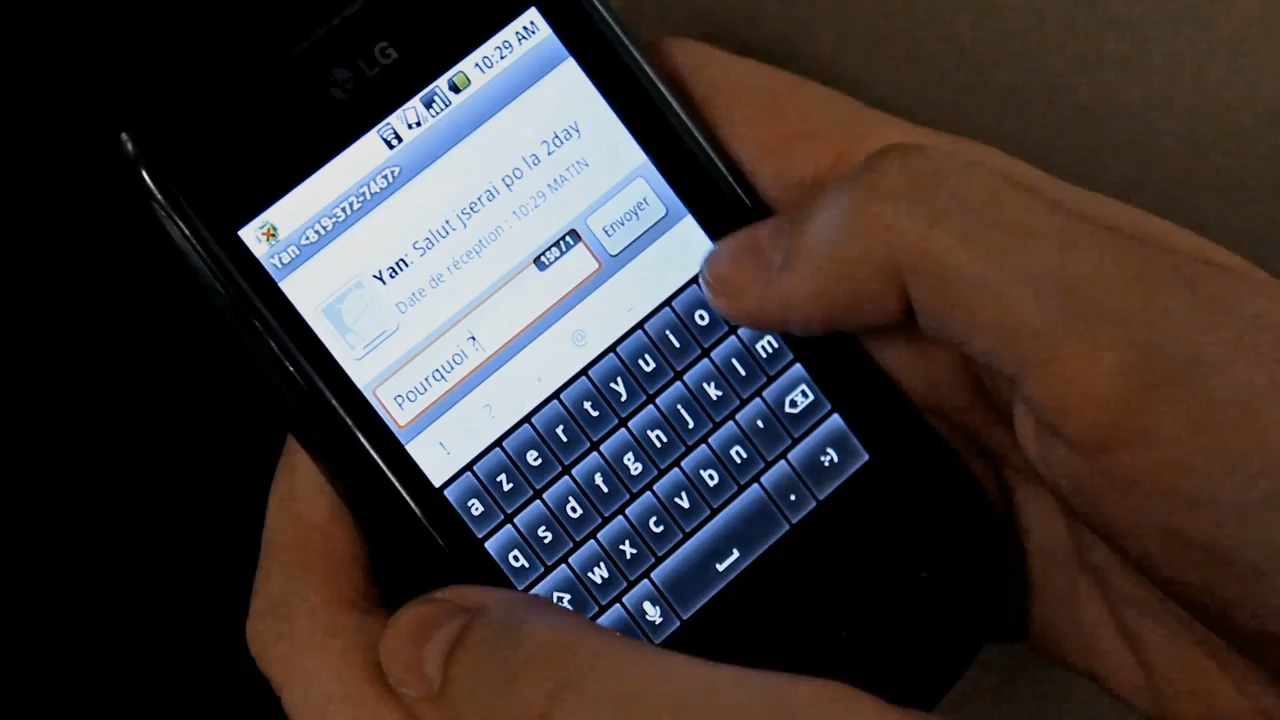 LG
10:29 AM
Yan <819-372-7467>
Yan: Salut jserai po la 2day
Date de réception : 10:29 MATIN
150 / 1
Envoyer
Pourquoi ?
! ? , @ _
a z e r t y u i o
q s d f g h j k l m
w x c v b n '
. :-)